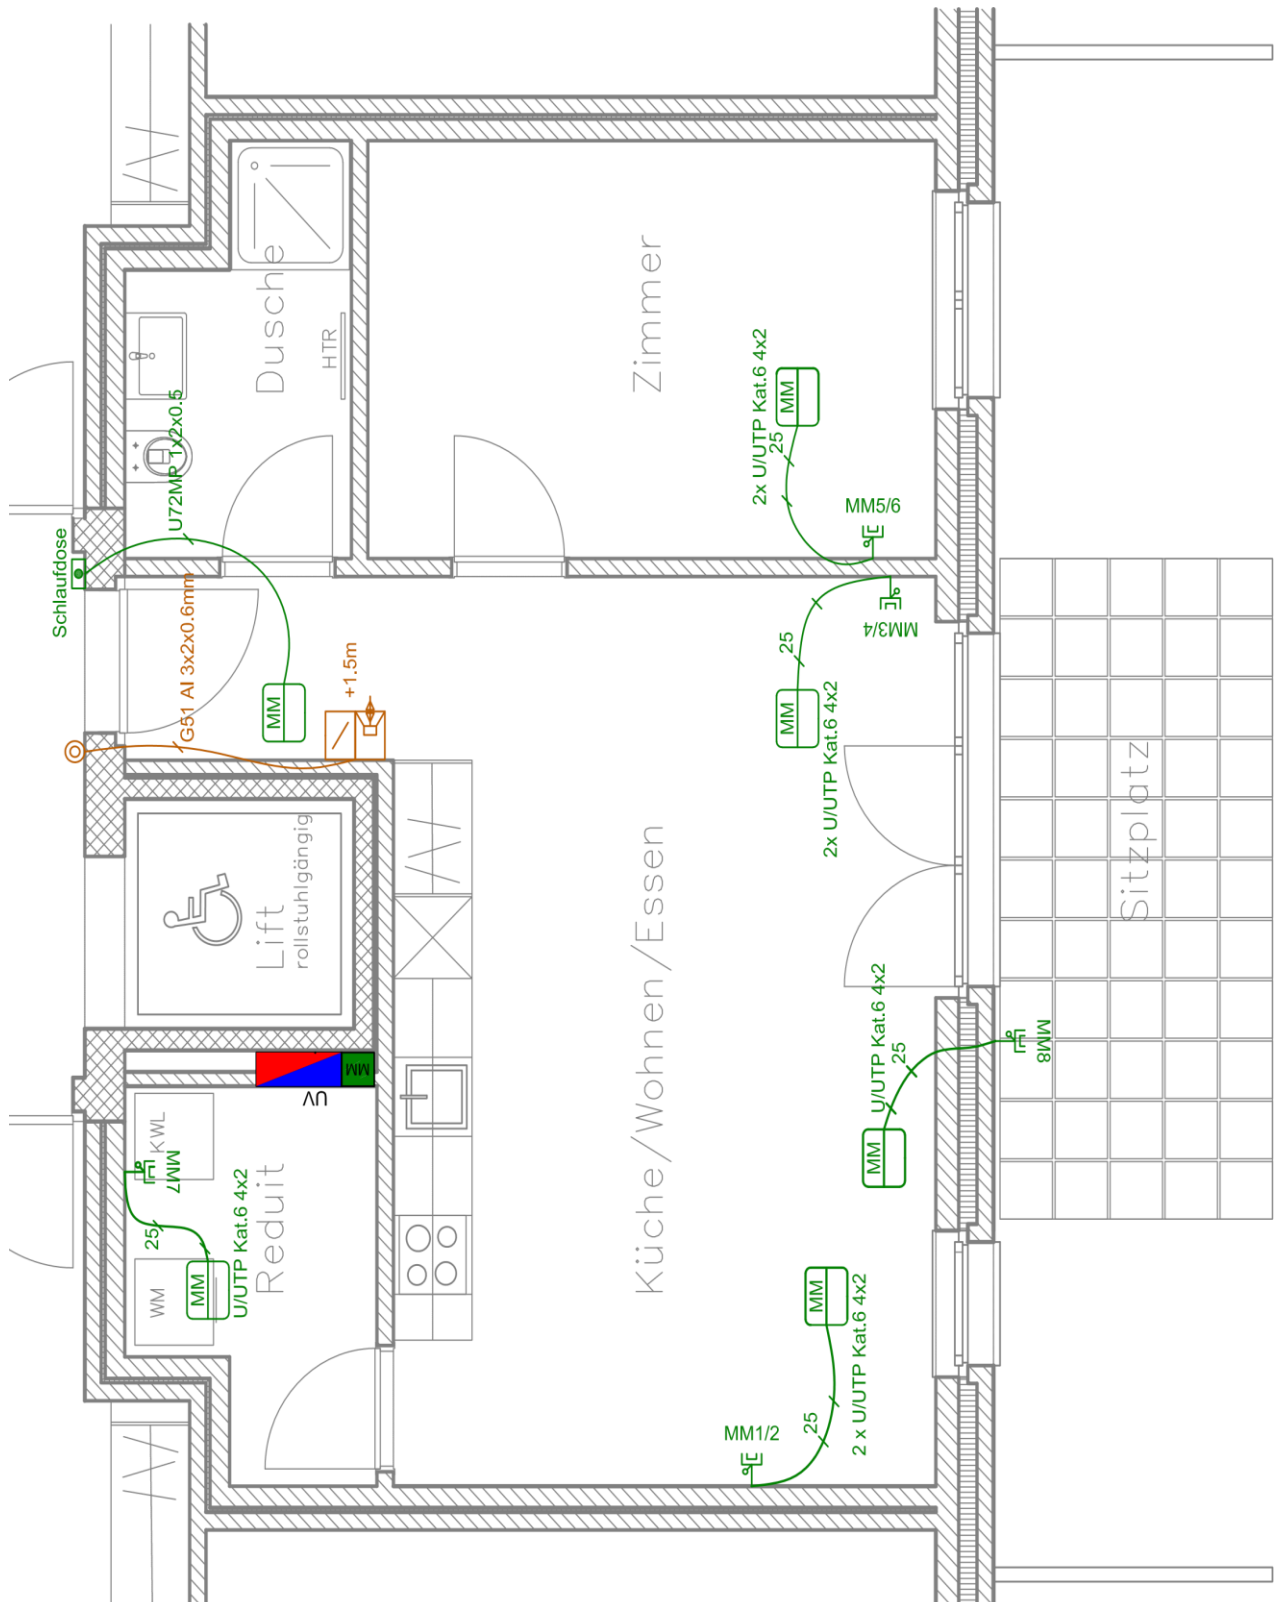 Dusche
HTR
Zimmer
2x U/UTP Kat.6 4x2
25
MM
MM5/6
U72MP 1x2x0.5
Schlaufdose
G51 AI 3x2x0.6mm
+1.5m
MM
25
MM
MM3/4
2x U/UTP Kat.6 4x2
Lift
rollstuhlgängig
Küche/Wohnen/Essen
Sitzplatz
U/UTP Kat.6 4x2
25
MM
MM8
MM
UV
KWL
MM7
25
WM
MM
U/UTP Kat.6 4x2
Reduit
MM
25
2 x U/UTP Kat.6 4x2
MM1/2